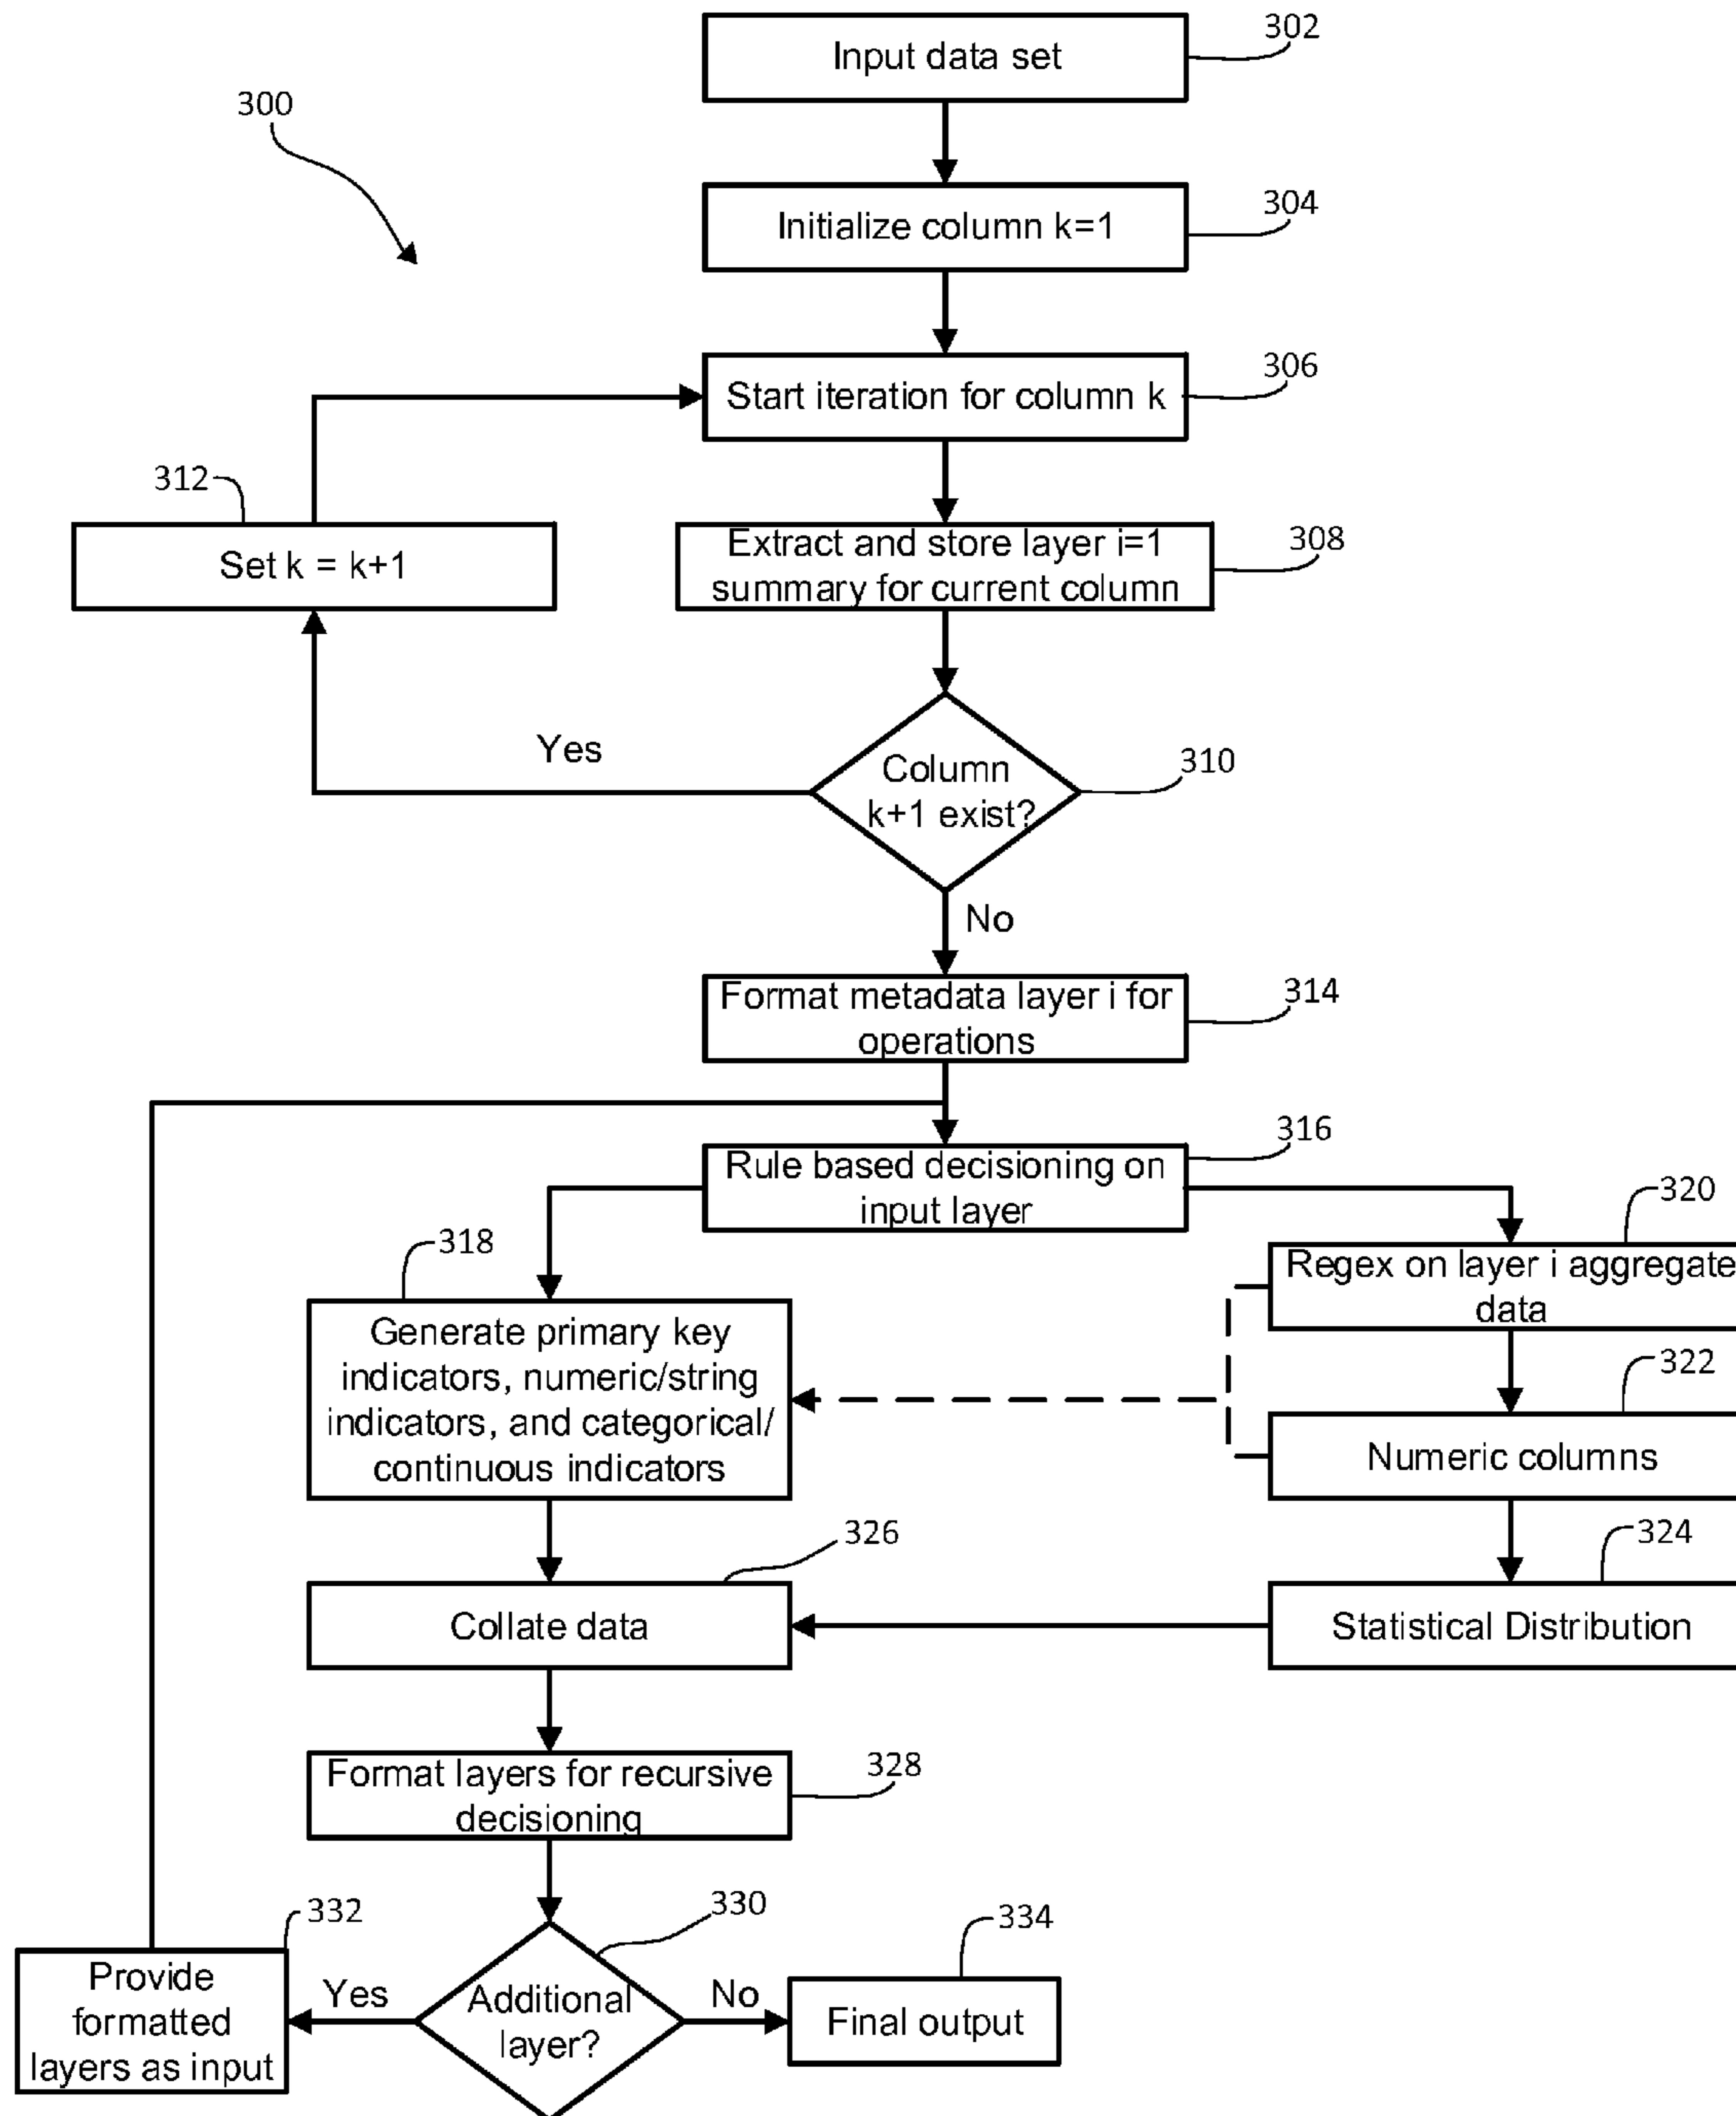 302
Input data set
300
304
Initialize column k=1
306
Start iteration for column k
312
Set k = k+1
308
Extract and store layer i=1
summary for current column
Yes
310
Column
k+1 exist?
No
314
Format metadata layer i for
operations
316
Rule based decisioning on
input layer
320
318
Regex on layer i aggregate
data
Generate primary key
indicators, numeric/string
indicators, and categorical/
continuous indicators
322
Numeric columns
326
324
Collate data
Statistical Distribution
328
Format layers for recursive
decisioning
332
330
334
Provide
formatted
layers as input
Yes
Additional
layer?
No
Final output